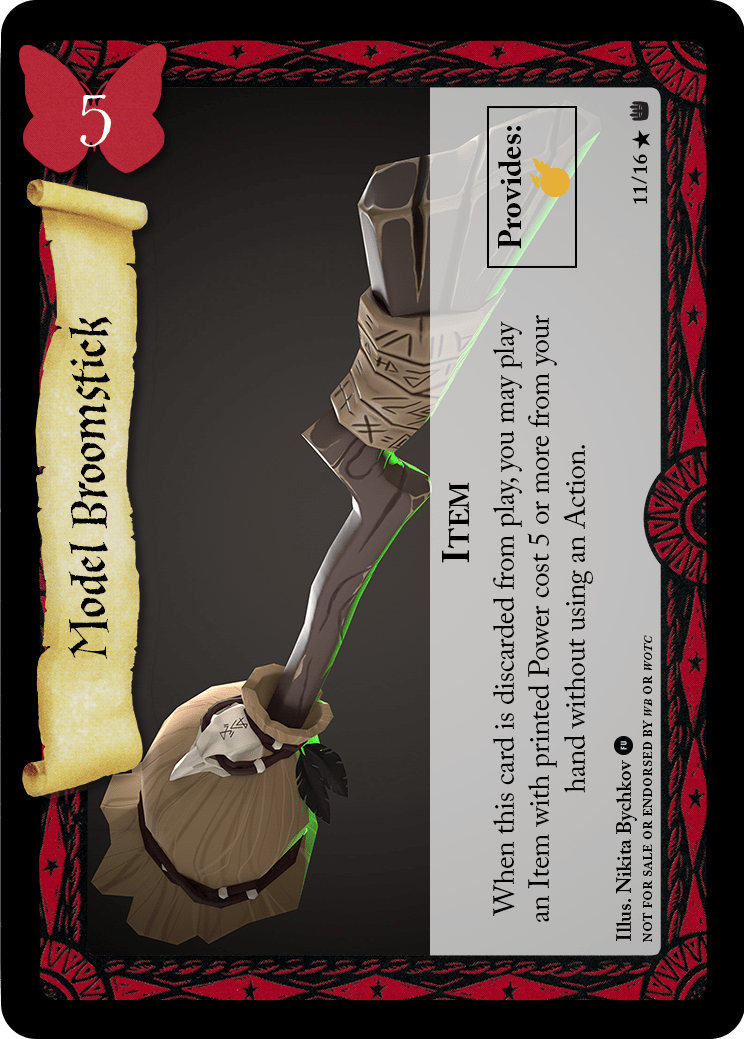 5
Model Broomstick
Provides:
ITEM
When this card is discarded from play, you may play
an Item with printed Power cost 5 or more from your
hand without using an Action.
Illus. Nikita Bychkov FU
NOT FOR SALE OR ENDORSED BY WB OR WOTC
11/16 ★